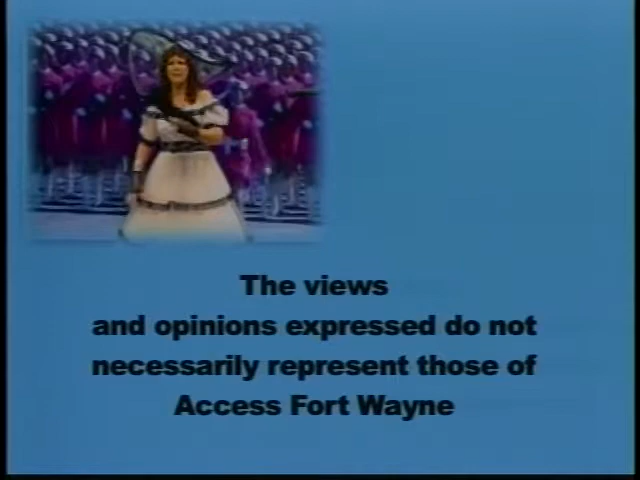 The views
and opinions expressed do not
necessarily represent those of
Access Fort Wayne